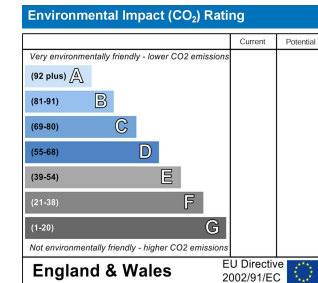 Environmental Impact (CO₂) Rating
Current Potential
Very environmentally friendly - lower CO2 emissions
(92 plus) A
(81-91) B
(69-80) C
(55-68) D
(39-54) E
(21-38) F
(1-20) G
Not environmentally friendly - higher CO2 emissions
England & Wales
EU Directive
2002/91/EC